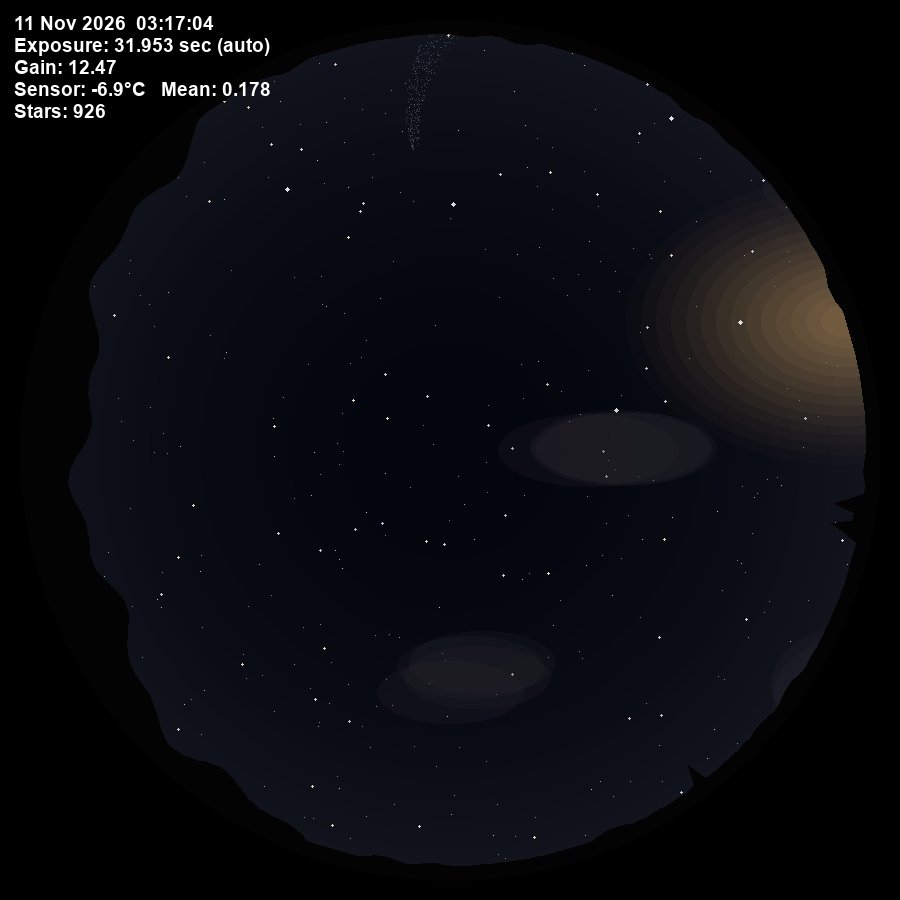 11 Nov 2026  03:17:04
Exposure: 31.953 sec (auto)
Gain: 12.47
Sensor: -6.9°C   Mean: 0.178
Stars: 926